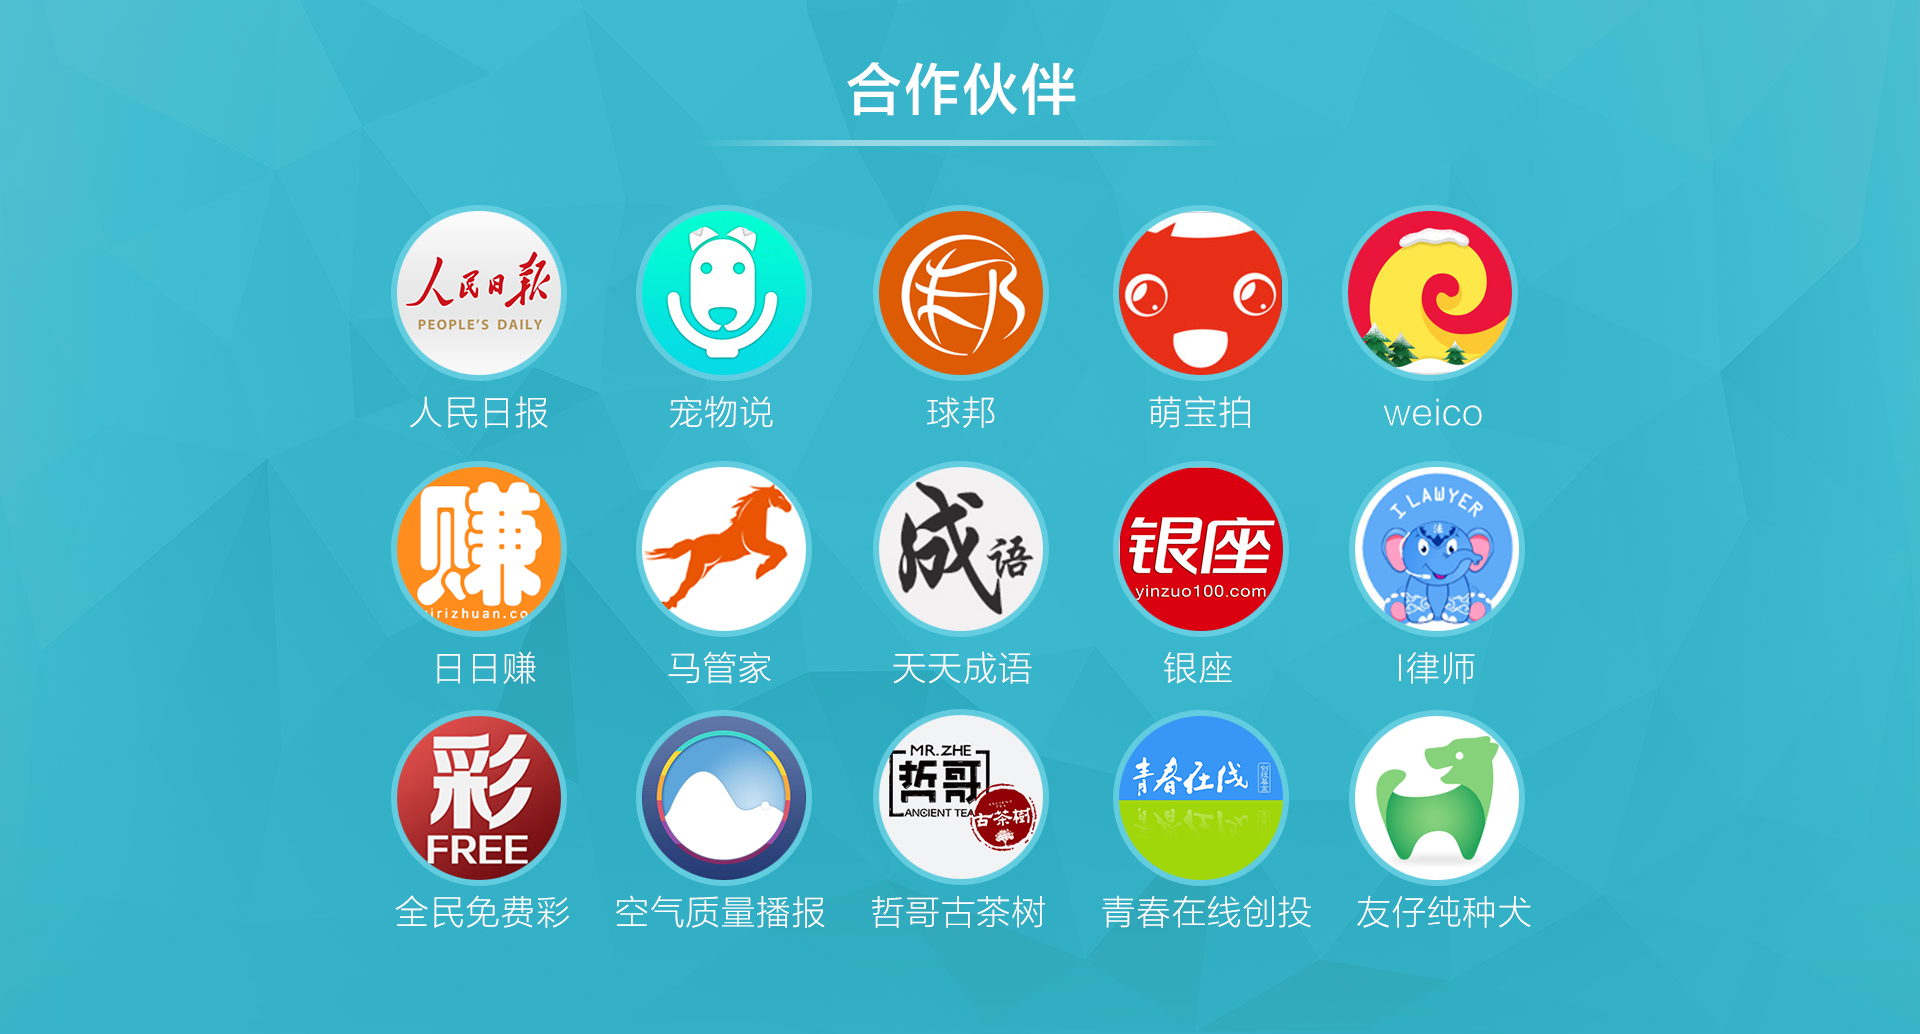 合作伙伴
人民日报
PEOPLE'S DAILY
人民日报
宠物说
球邦
萌宝拍
weico
赚
irizhuan.co
成语
银座
yinzuo100.com
I LAWYER
法
日日赚
马管家
天天成语
银座
I律师
彩
FREE
MR.ZHE
哲哥
ANCIENT TEA
古茶树
青春在线
全民免费彩
空气质量播报
哲哥古茶树
青春在线创投
友仔纯种犬